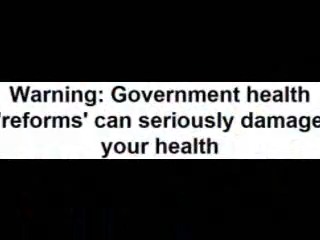 Warning: Government health
'reforms' can seriously damage
your health